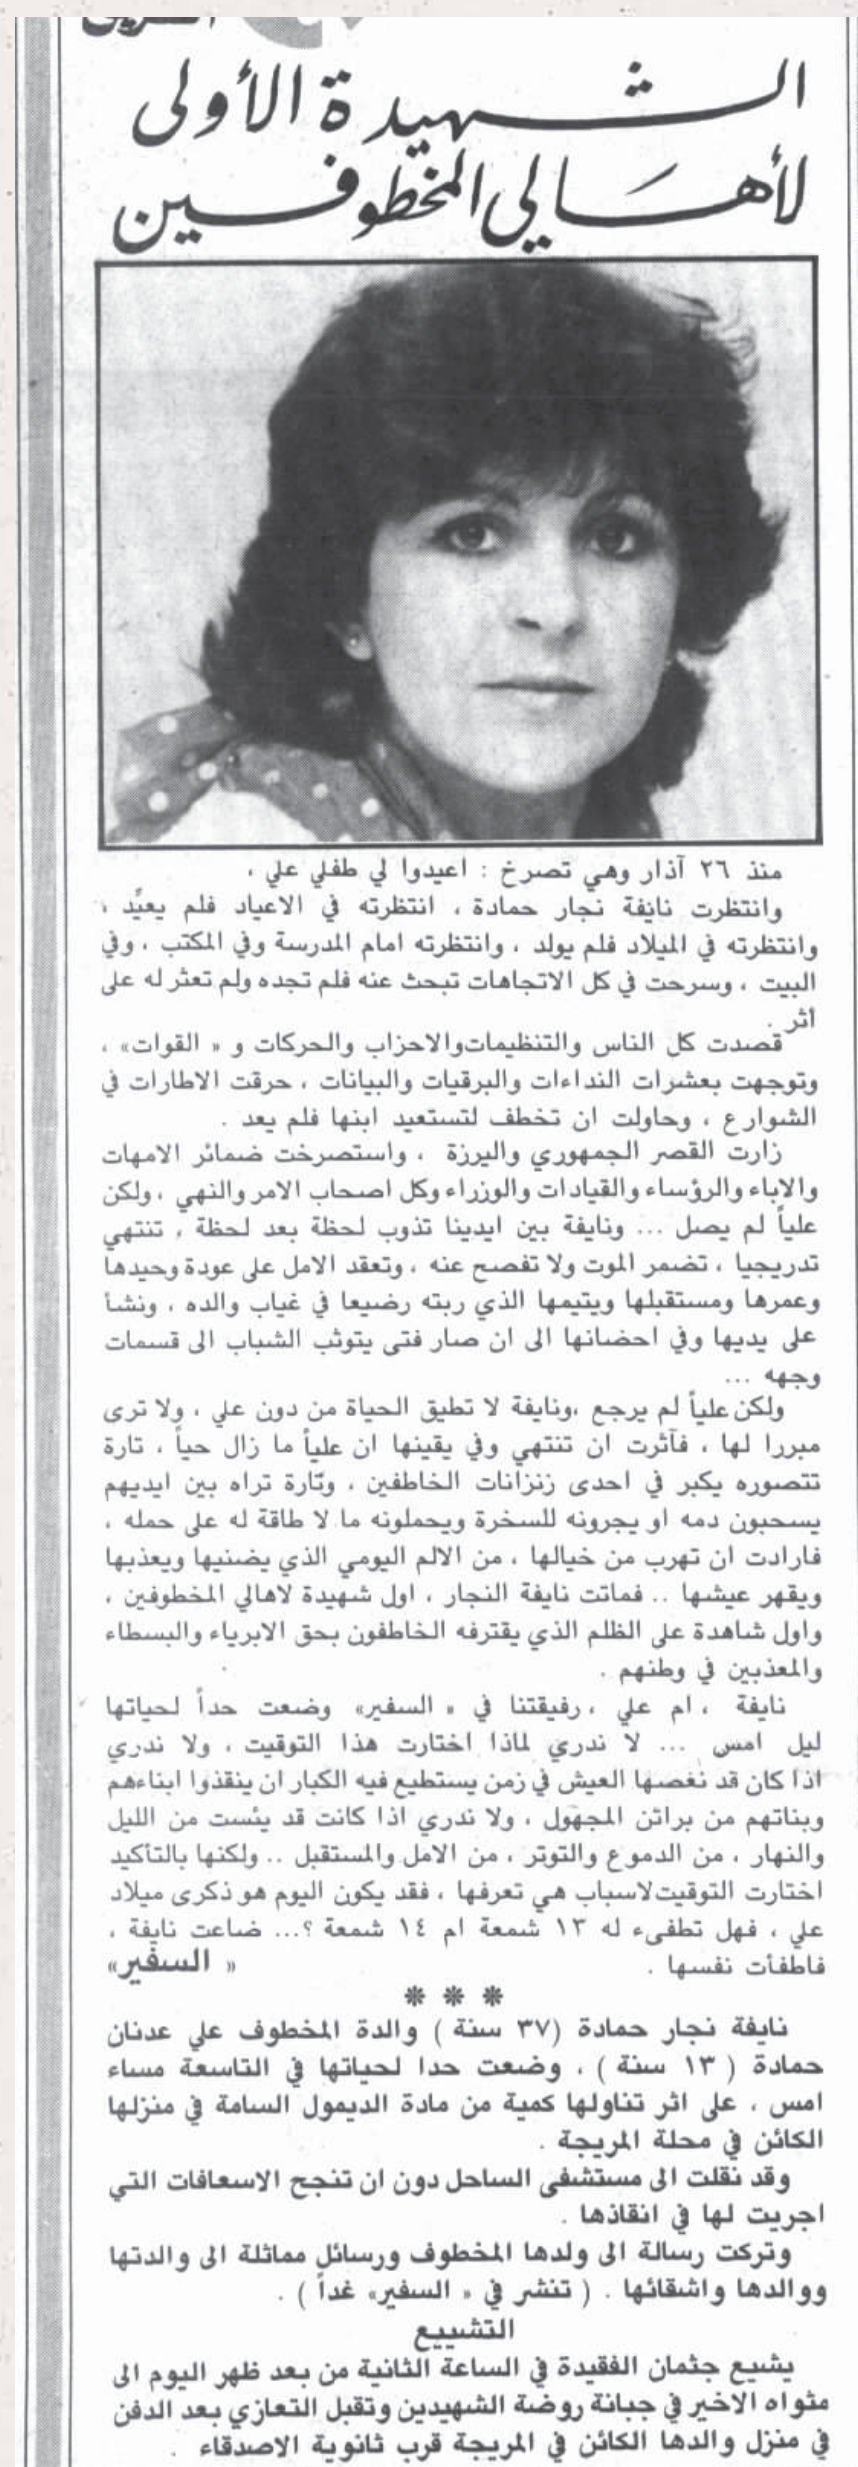 الشهيدة الأولى
لأهالي المخطوفين
منذ ٢٦ آذار وهي تصرخ : اعيدوا لي طفلي علي ،
وانتظرت نايفة نجار حمادة ، انتظرته في الاعياد فلم يعيّد ،
وانتظرته في الميلاد فلم يولد ، وانتظرته امام المدرسة وفي المكتب ، وفي
البيت ، وسرحت في كل الاتجاهات تبحث عنه فلم تجده ولم تعثر له على
أثر .
قصدت كل الناس والتنظيمات والاحزاب والحركات و « القوات» ،
وتوجهت بعشرات النداءات والبرقيات والبيانات ، حرقت الاطارات في
الشوارع ، وحاولت ان تخطف لتستعيد ابنها فلم يعد .
زارت القصر الجمهوري واليرزة ، واستصرخت ضمائر الامهات
والاباء والرؤساء والقيادات والوزراء وكل اصحاب الامر والنهي ، ولكن
علياً لم يصل ... ونايفة بين ايدينا تذوب لحظة بعد لحظة ، تنتهي
تدريجيا ، تضمر الموت ولا تفصح عنه ، وتعقد الامل على عودة وحيدها
وعمرها ومستقبلها ويتيمها الذي ربته رضيعا في غياب والده ، ونشأ
على يديها وفي احضانها الى ان صار فتى يتوثب الشباب الى قسمات
وجهه ...
ولكن علياً لم يرجع ،ونايفة لا تطيق الحياة من دون علي ، ولا ترى
مبررا لها ، فآثرت ان تنتهي وفي يقينها ان علياً ما زال حياً ، تارة
تتصوره يكبر في احدى زنزانات الخاطفين ، وتارة تراه بين ايديهم
يسحبون دمه او يجرونه للسخرة ويحملونه ما لا طاقة له على حمله ،
فارادت ان تهرب من خيالها ، من الالم اليومي الذي يضنيها ويعذبها
ويقهر عيشها .. فماتت نايفة النجار ، اول شهيدة لاهالي المخطوفين ،
واول شاهدة على الظلم الذي يقترفه الخاطفون بحق الابرياء والبسطاء
والمعذبين في وطنهم .
نايفة ، ام علي ، رفيقتنا في « السفير» وضعت حداً لحياتها
ليل امس ... لا ندري لماذا اختارت هذا التوقيت ، ولا ندري
اذا كان قد نغصها العيش في زمن يستطيع فيه الكبار ان ينقذوا ابناءهم
وبناتهم من براثن المجهول ، ولا ندري اذا كانت قد يئست من الليل
والنهار ، من الدموع والتوتر ، من الامل والمستقبل .. ولكنها بالتأكيد
اختارت التوقيت لاسباب هي تعرفها ، فقد يكون اليوم هو ذكرى ميلاد
علي ، فهل تطفىء له ١٣ شمعة ام ١٤ شمعة ؟... ضاعت نايفة ،
فاطفأت نفسها . « السفير»
* * *
نايفة نجار حمادة (٣٧ سنة ) والدة المخطوف علي عدنان
حمادة ( ١٣ سنة ) ، وضعت حدا لحياتها في التاسعة مساء
امس ، على اثر تناولها كمية من مادة الديمول السامة في منزلها
الكائن في محلة المريجة .
وقد نقلت الى مستشفى الساحل دون ان تنجح الاسعافات التي
اجريت لها في انقاذها .
وتركت رسالة الى ولدها المخطوف ورسائل مماثلة الى والدتها
ووالدها واشقائها . ( تنشر في « السفير» غداً ) .
التشييع
يشيع جثمان الفقيدة في الساعة الثانية من بعد ظهر اليوم الى
مثواه الاخير في جبانة روضة الشهيدين وتقبل التعازي بعد الدفن
في منزل والدها الكائن في المريجة قرب ثانوية الاصدقاء .